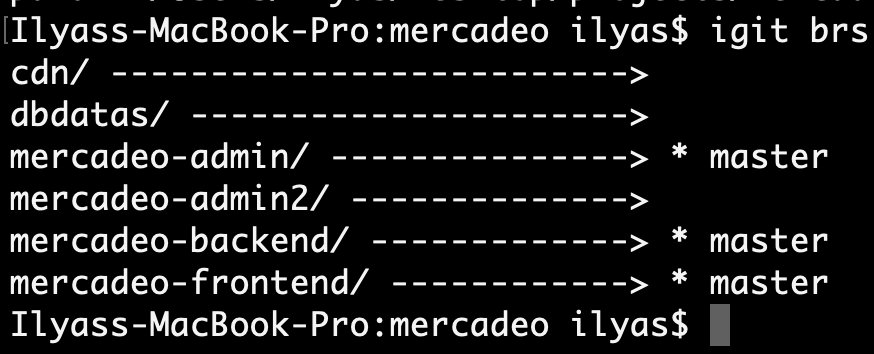 Ilyass-MacBook-Pro:mercadeo ilyas$ igit brs
cdn/ -------------------------->
dbdatas/ ---------------------->
mercadeo-admin/ ---------------> * master
mercadeo-admin2/ -------------->
mercadeo-backend/ -------------> * master
mercadeo-frontend/ ------------> * master
Ilyass-MacBook-Pro:mercadeo ilyas$